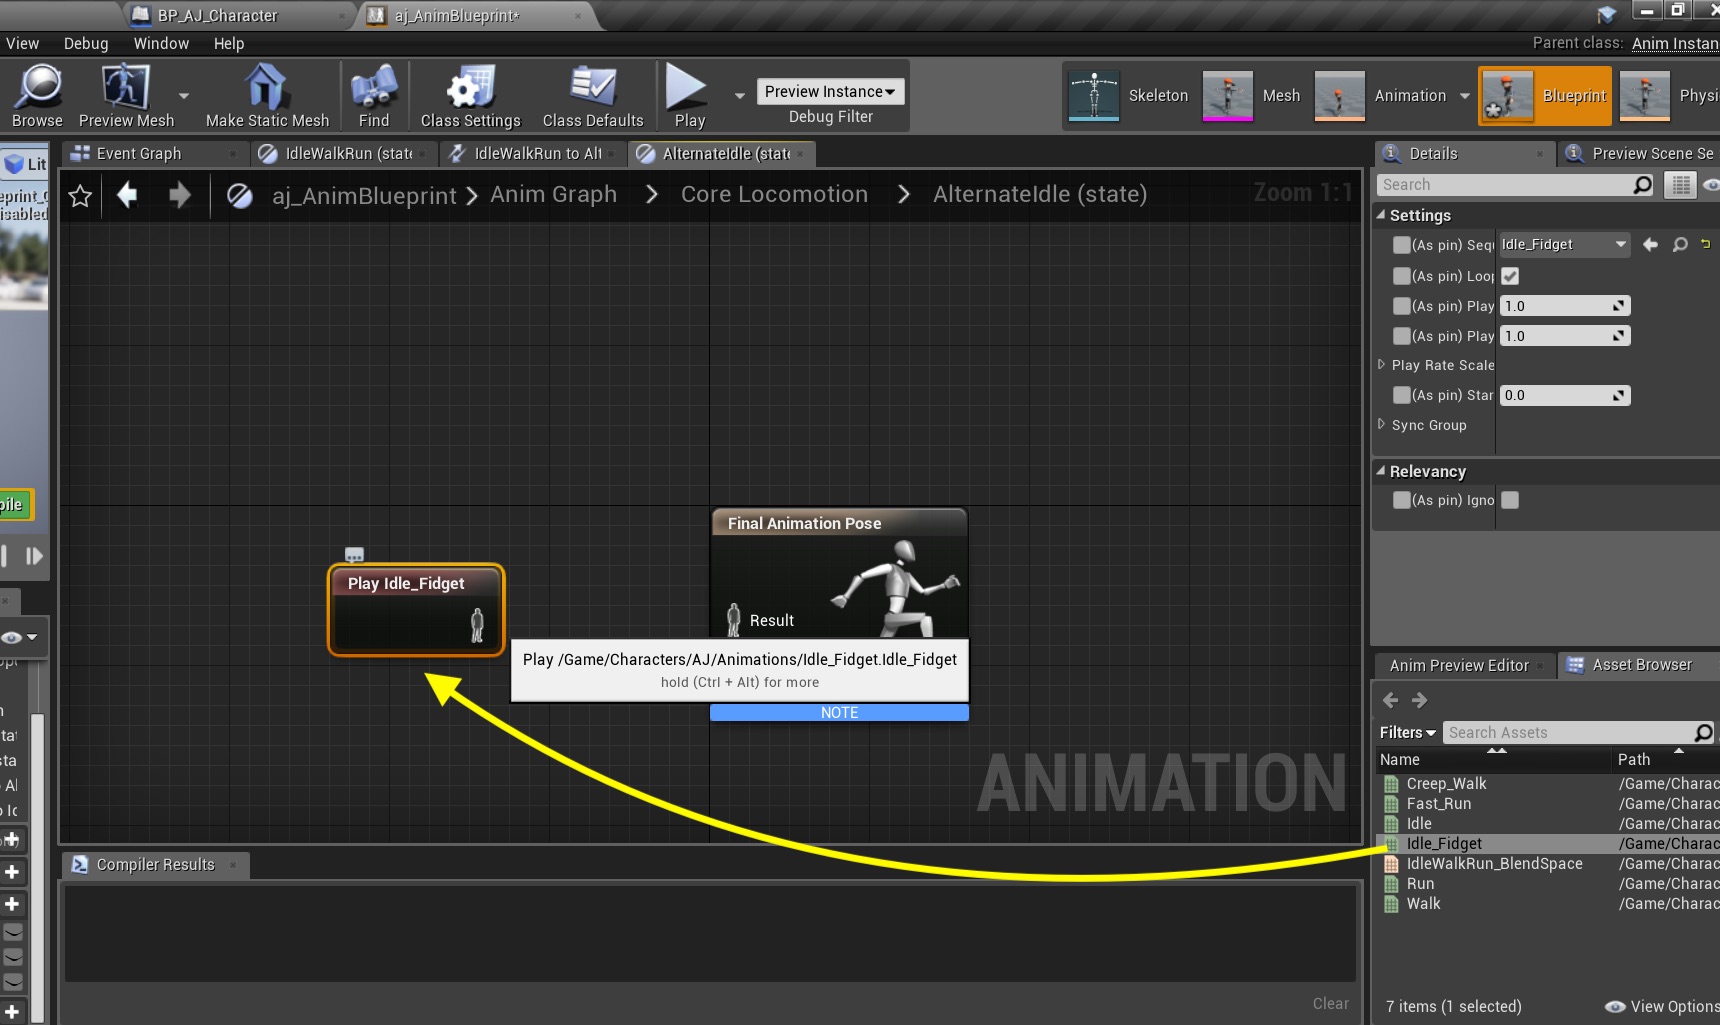 BP_AJ_Character
aj_AnimBlueprint*
View Debug Window Help
Parent class: Anim Instan
Browse
Preview Mesh
Make Static Mesh
Find
Class Settings
Class Defaults
Play
Preview Instance
Debug Filter
Skeleton
Mesh
Animation
Blueprint
Physi
Lit
Event Graph
IdleWalkRun (state
IdleWalkRun to Alt
AlternateIdle (stat
Details
Preview Scene Se
eprint_C
isabled
aj_AnimBlueprint > Anim Graph > Core Locomotion > AlternateIdle (state)
Zoom 1:1
Search
Settings
(As pin) Sequ Idle_Fidget
(As pin) Loop
(As pin) Play 1.0
(As pin) Play 1.0
Play Rate Scale
(As pin) Star 0.0
Sync Group
Relevancy
(As pin) Igno
pile
Final Animation Pose
Result
Play Idle_Fidget
Play /Game/Characters/AJ/Animations/Idle_Fidget.Idle_Fidget
hold (Ctrl + Alt) for more
NOTE
ANIMATION
Anim Preview Editor
Asset Browser
Filters
Search Assets
Name Path
Creep_Walk /Game/Charac
Fast_Run /Game/Charac
Idle /Game/Charac
Idle_Fidget /Game/Charac
IdleWalkRun_BlendSpace /Game/Charac
Run /Game/Charac
Walk /Game/Charac
Compiler Results
Clear
7 items (1 selected)
View Options